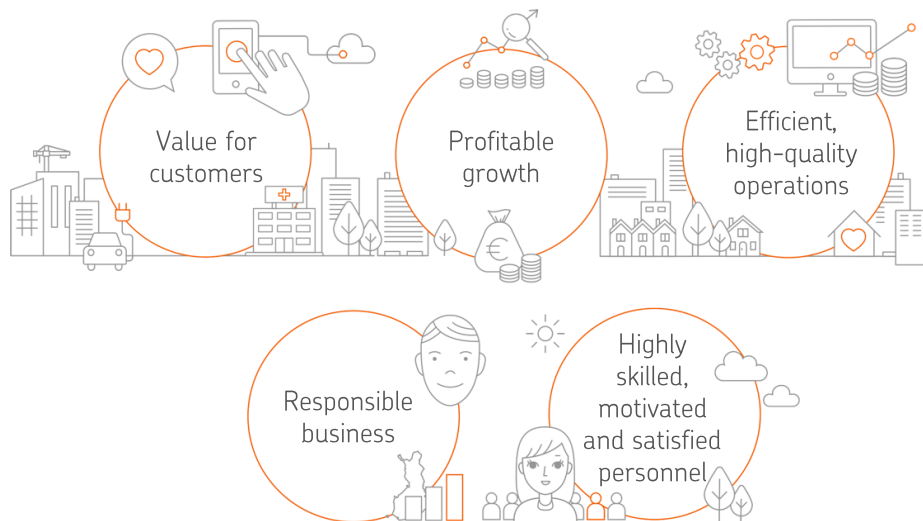 Value for
customers
Profitable
growth
Efficient,
high-quality
operations
Responsible
business
Highly
skilled,
motivated
and satisfied
personnel